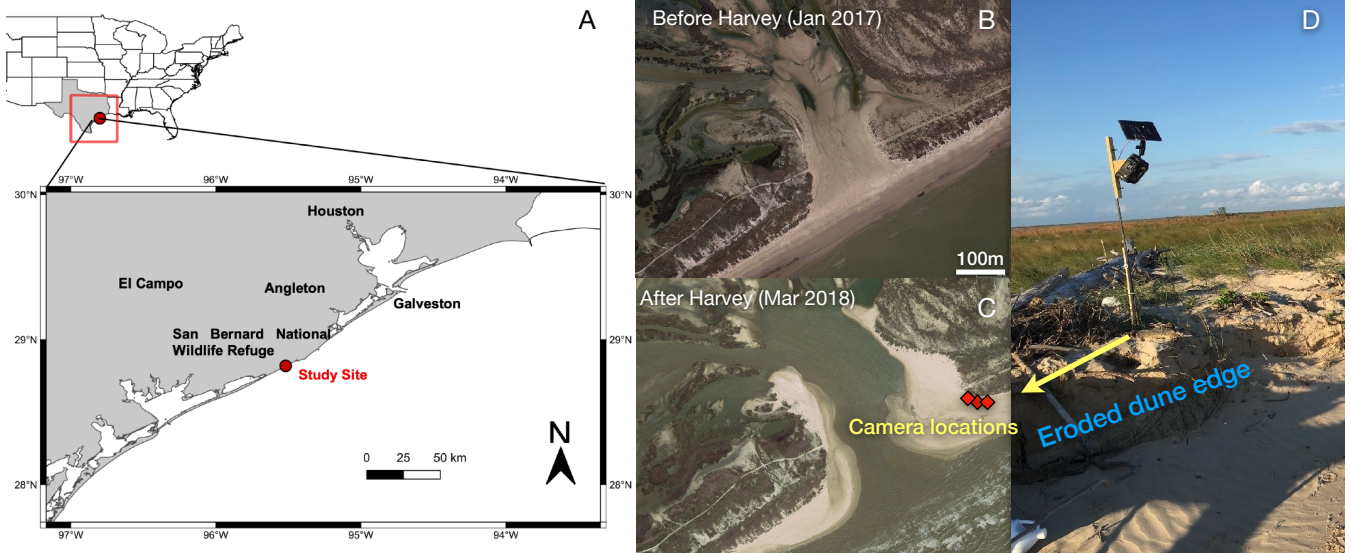 A
97°W 96°W 95°W 94°W
30°N 30°N
Houston
El Campo
Angleton
Galveston
San Bernard National
Wildlife Refuge
29°N 29°N
Study Site
N
0 25 50 km
28°N 28°N
97°W 96°W 95°W 94°W
Before Harvey (Jan 2017)
B
100m
After Harvey (Mar 2018)
C
Camera locations
D
Eroded dune edge